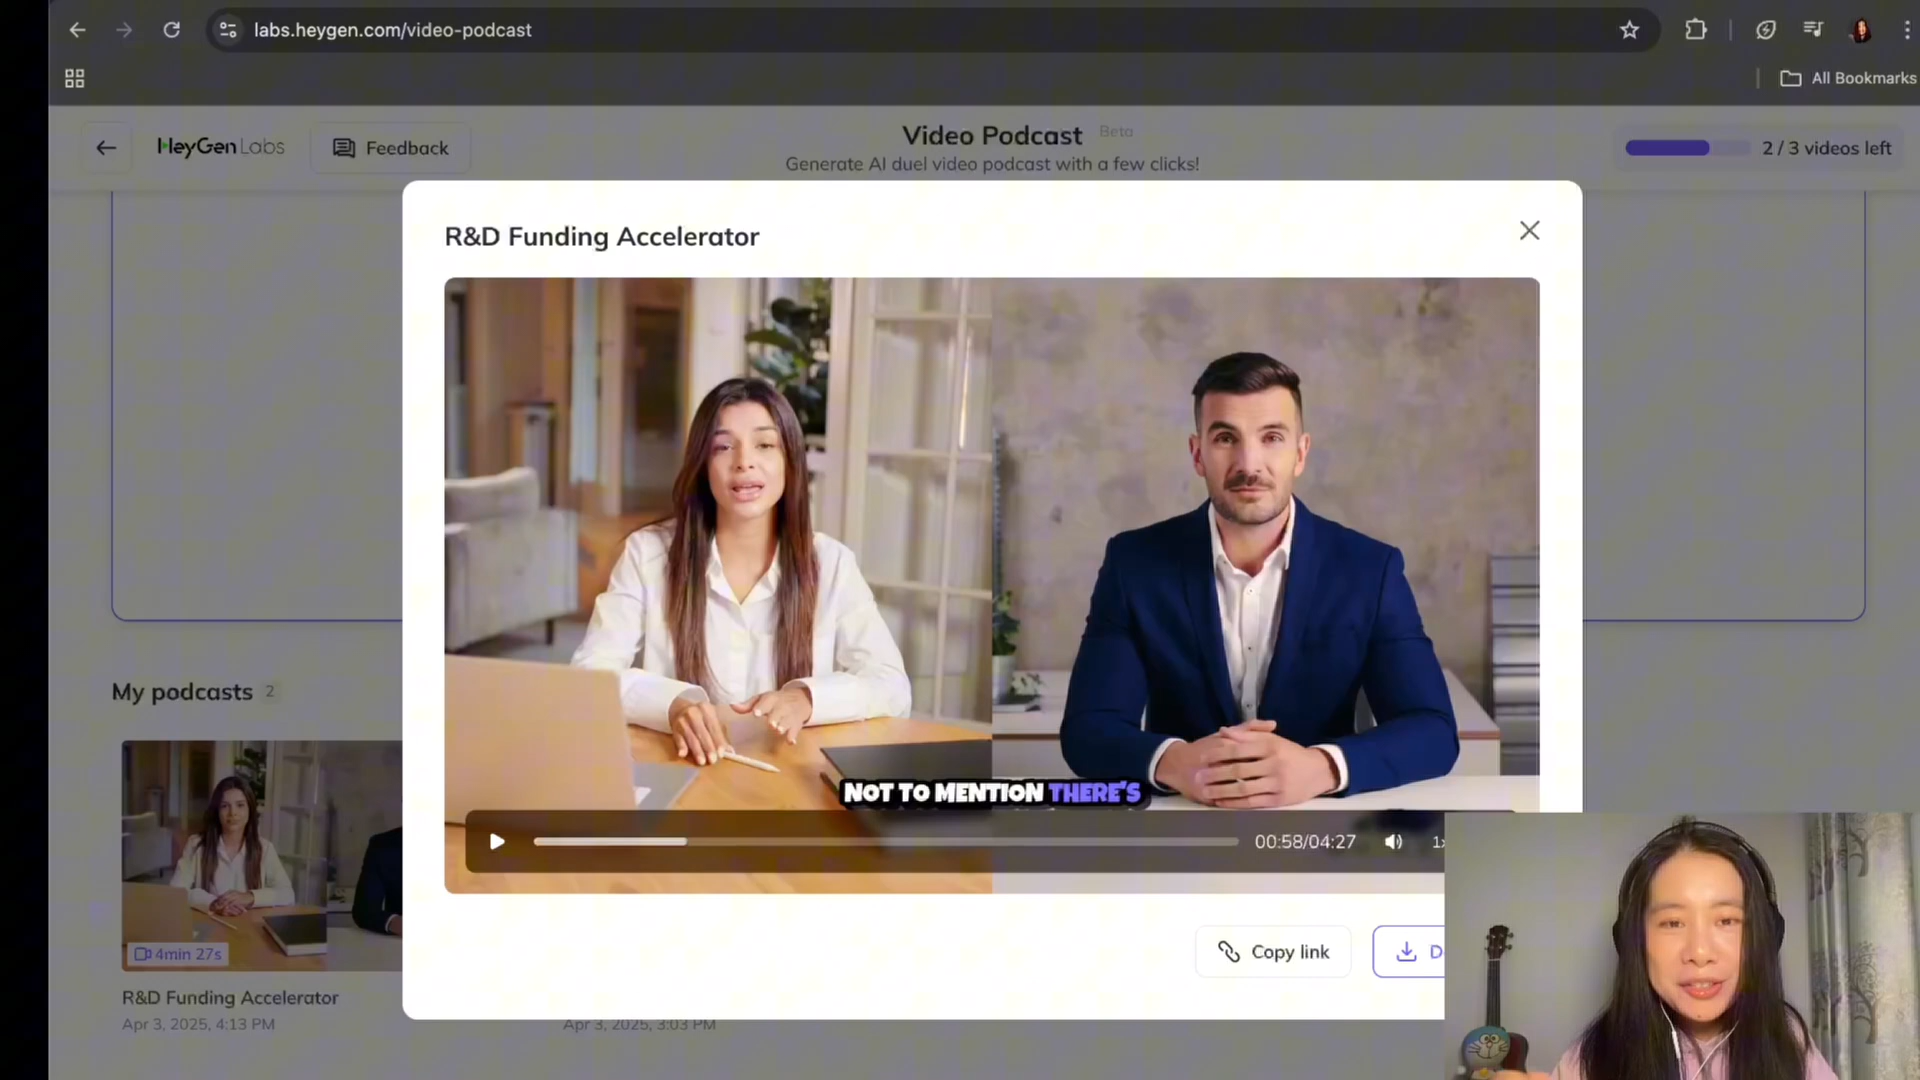 labs.heygen.com/video-podcast
All Bookmarks
HeyGen Labs
Feedback
Video Podcast Beta
Generate AI duel video podcast with a few clicks!
2 / 3 videos left
R&D Funding Accelerator
NOT TO MENTION THERE'S
00:58/04:27
1x
Copy link
D
My podcasts 2
4min 27s
R&D Funding Accelerator
Apr 3, 2025, 4:13 PM
Apr 3, 2025, 3:03 PM